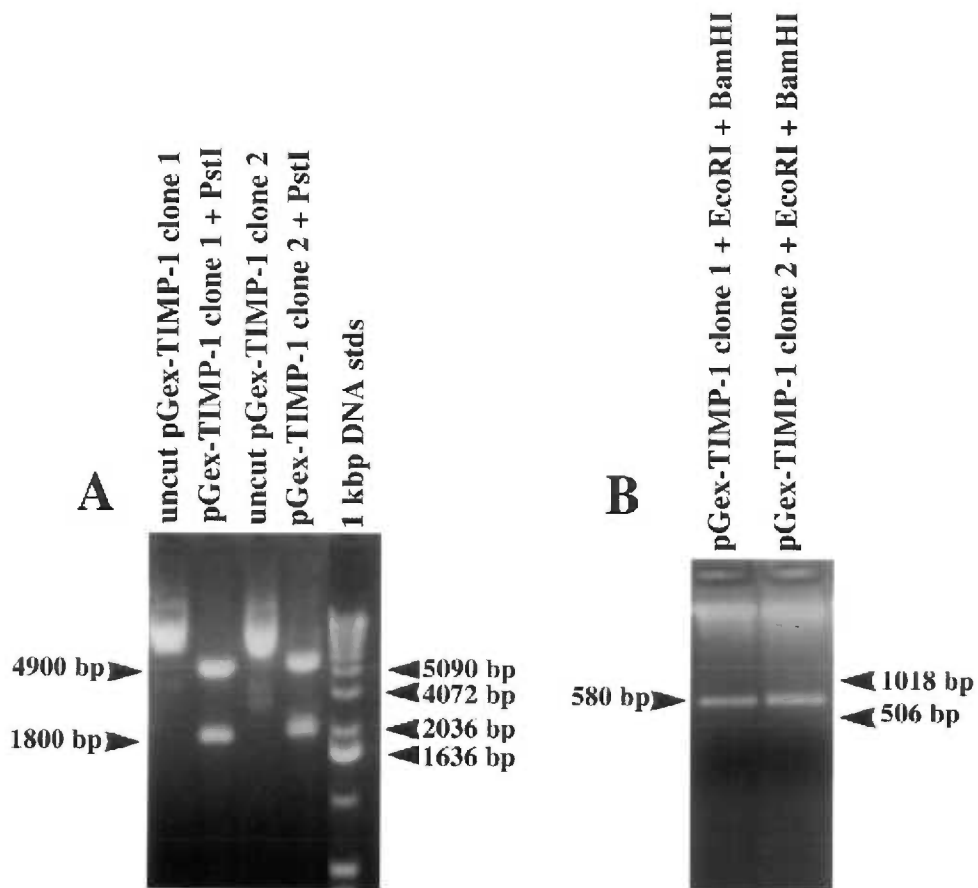 A
uncut pGex-TIMP-1 clone 1
pGex-TIMP-1 clone 1 + PstI
uncut pGex-TIMP-1 clone 2
pGex-TIMP-1 clone 2 + PstI
1 kbp DNA stds
4900 bp
1800 bp
5090 bp
4072 bp
2036 bp
1636 bp
B
pGex-TIMP-1 clone 1 + EcoRI + BamHI
pGex-TIMP-1 clone 2 + EcoRI + BamHI
580 bp
1018 bp
506 bp